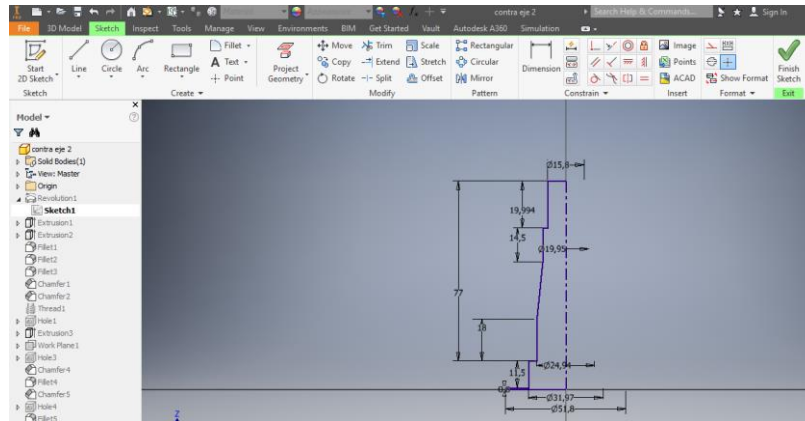 contra eje 2
Search Help & Commands...
Sign In
File 3D Model Sketch Inspect Tools Manage View Environments BIM Get Started Vault Autodesk A360 Simulation
Start
2D Sketch
Line
Circle
Arc
Rectangle
Fillet
Text
Point
Project
Geometry
Move Trim Scale
Copy Extend Stretch
Rotate Split Offset
Rectangular
Circular
Mirror
Dimension
Image
Points
ACAD
Show Format
Finish
Sketch
Sketch Create Modify Pattern Constrain Insert Format Exit
Model
contra eje 2
Solid Bodies(1)
View: Master
Origin
Revolution1
Sketch1
Extrusion1
Extrusion2
Fillet1
Fillet2
Fillet3
Chamfer1
Chamfer2
Thread1
Hole1
Extrusion3
Work Plane1
Hole3
Chamfer4
Fillet4
Chamfer5
Hole4
Fillet5
Ø15,8
19,994
14,5
Ø19,95
77
18
Ø24,94
11,5
Ø31,97
Ø51,8
Z